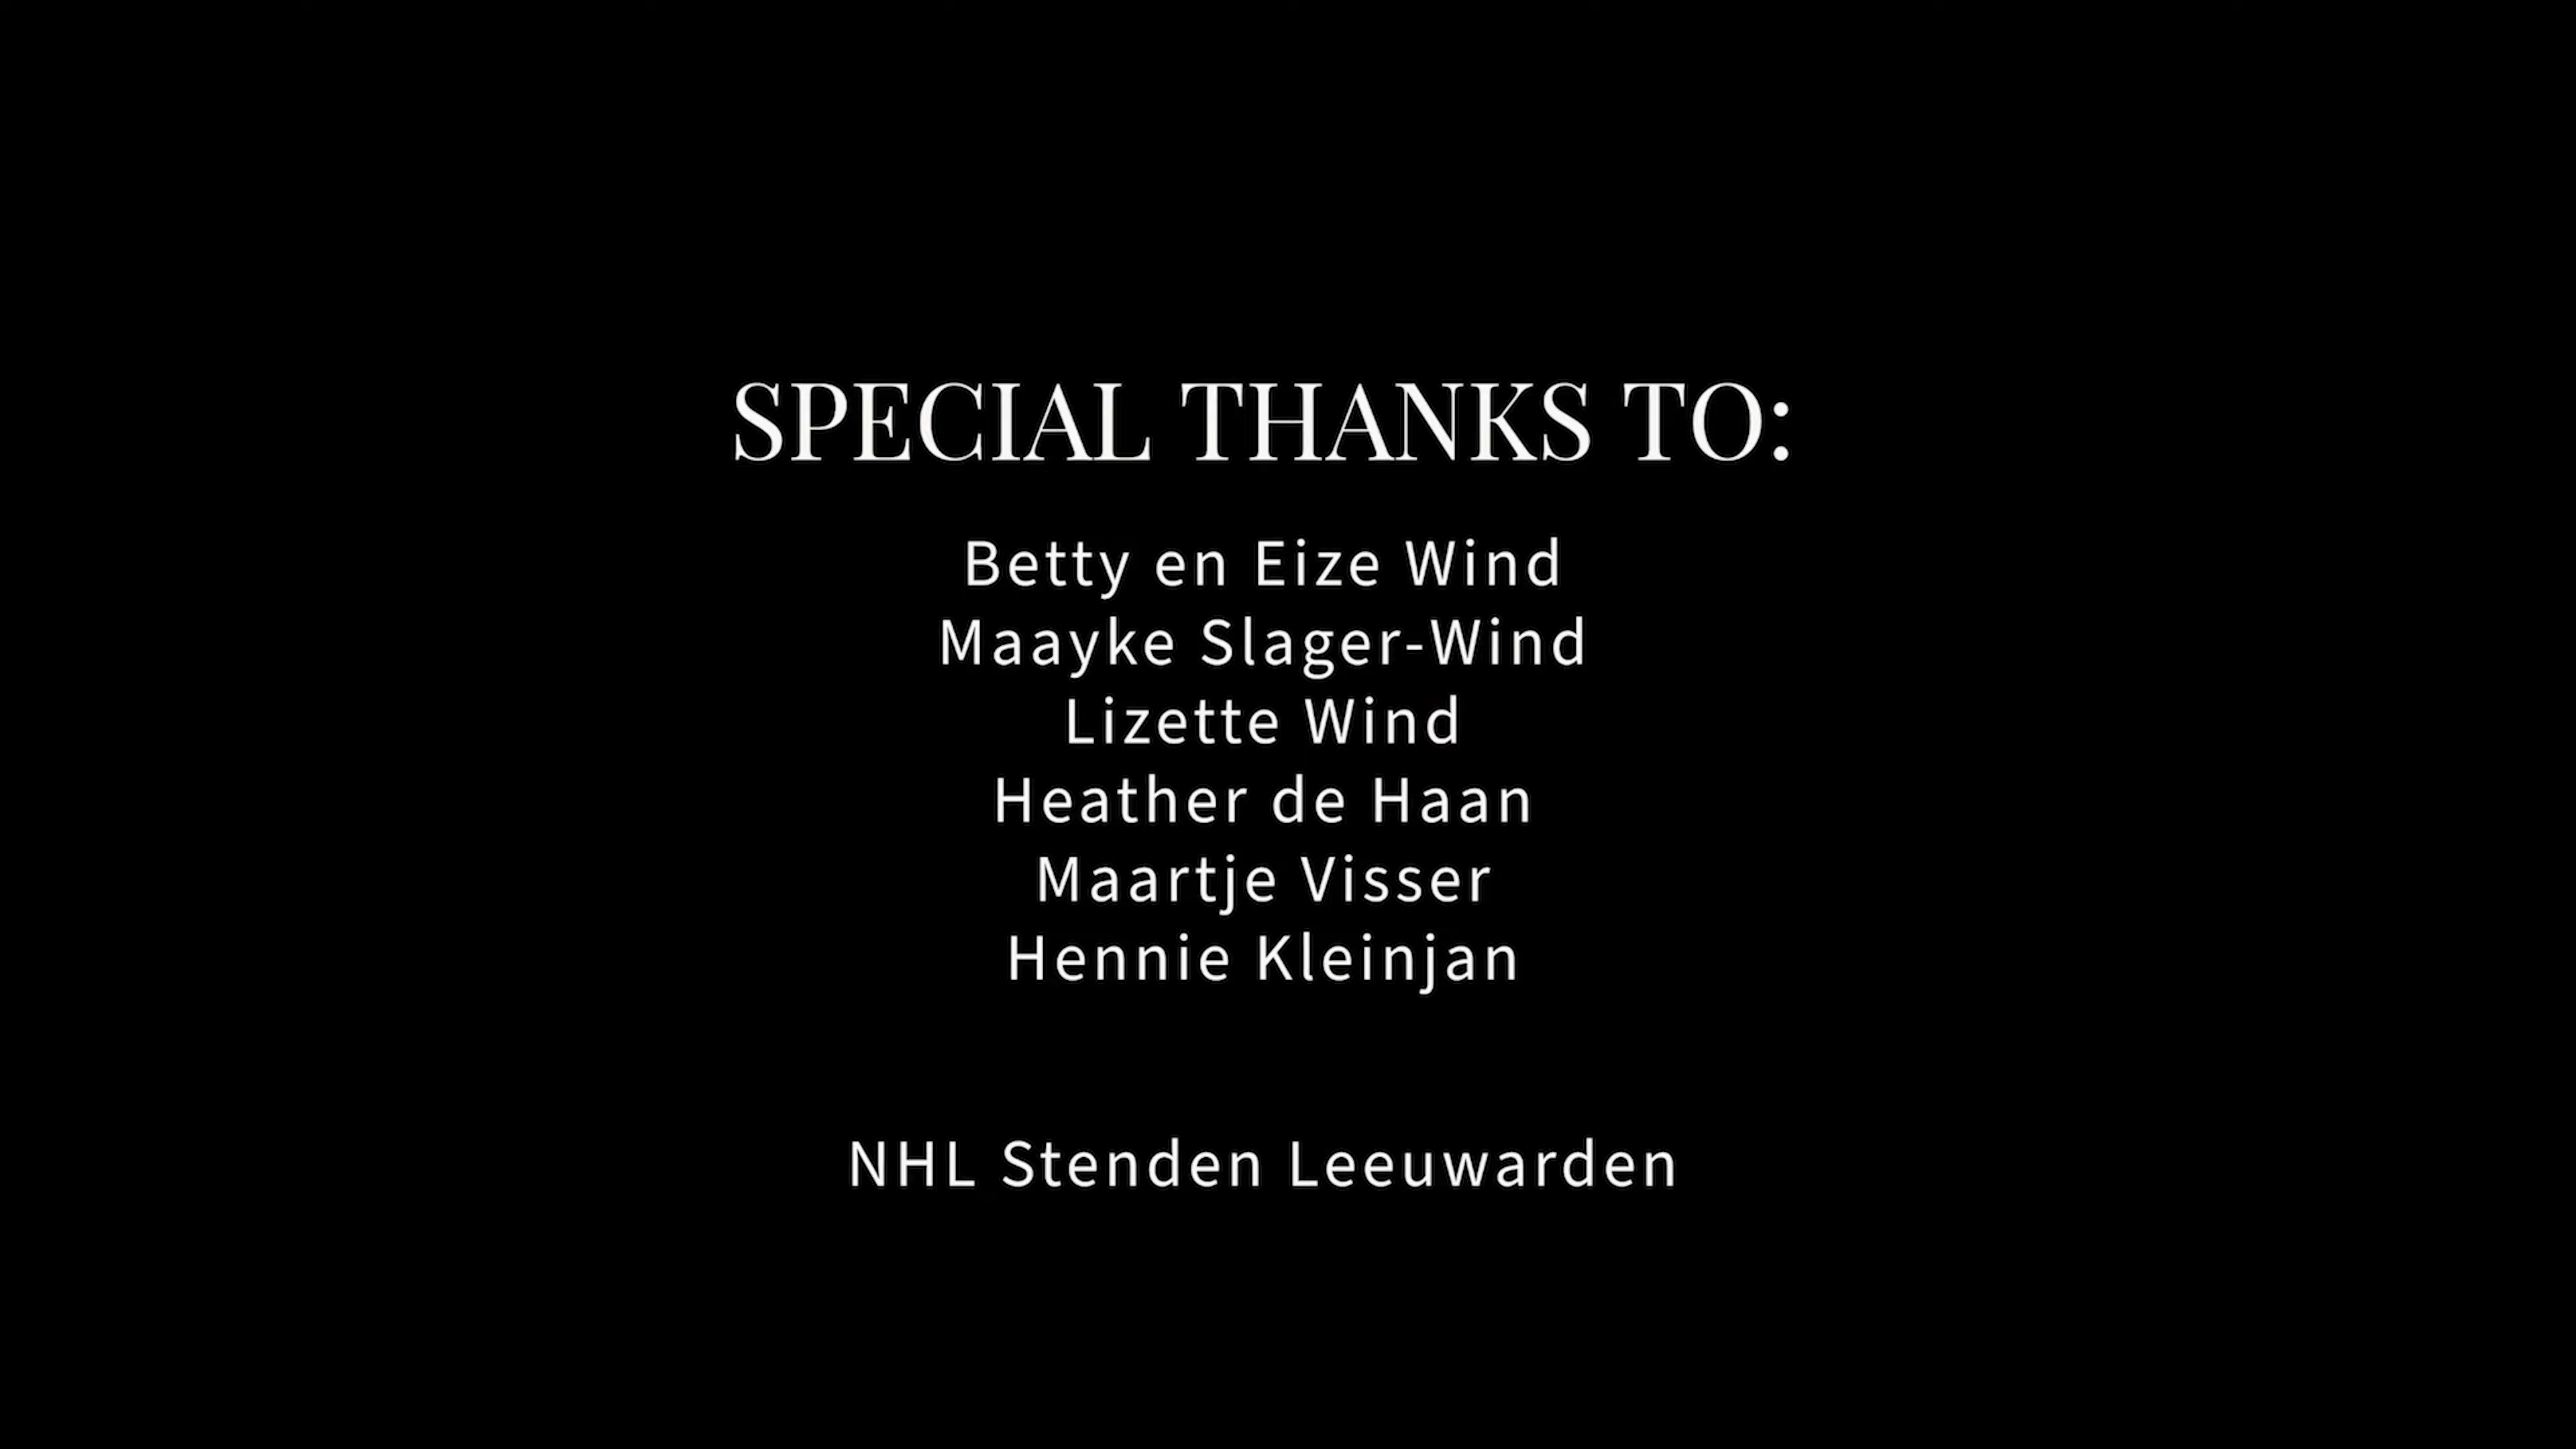 SPECIAL THANKS TO:
Betty en Eize Wind
Maayke Slager-Wind
Lizette Wind
Heather de Haan
Maartje Visser
Hennie Kleinjan
NHL Stenden Leeuwarden